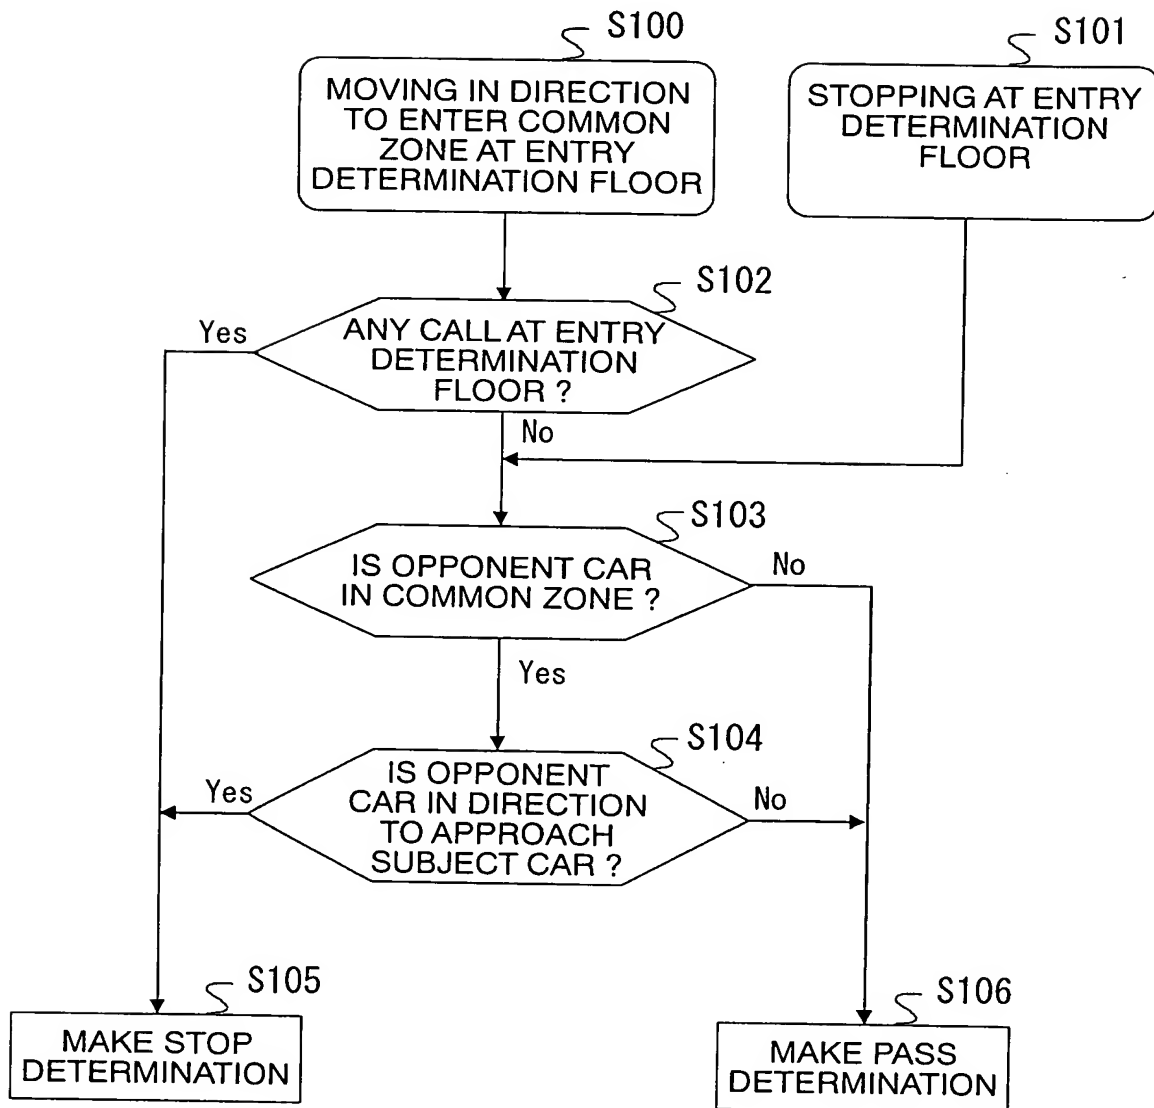 S100
MOVING IN DIRECTION
TO ENTER COMMON
ZONE AT ENTRY
DETERMINATION FLOOR
S101
STOPPING AT ENTRY
DETERMINATION
FLOOR
S102
ANY CALL AT ENTRY
DETERMINATION
FLOOR ?
Yes
No
S103
IS OPPONENT CAR
IN COMMON ZONE ?
No
Yes
S104
IS OPPONENT
CAR IN DIRECTION
TO APPROACH
SUBJECT CAR ?
Yes
No
S105
MAKE STOP
DETERMINATION
S106
MAKE PASS
DETERMINATION